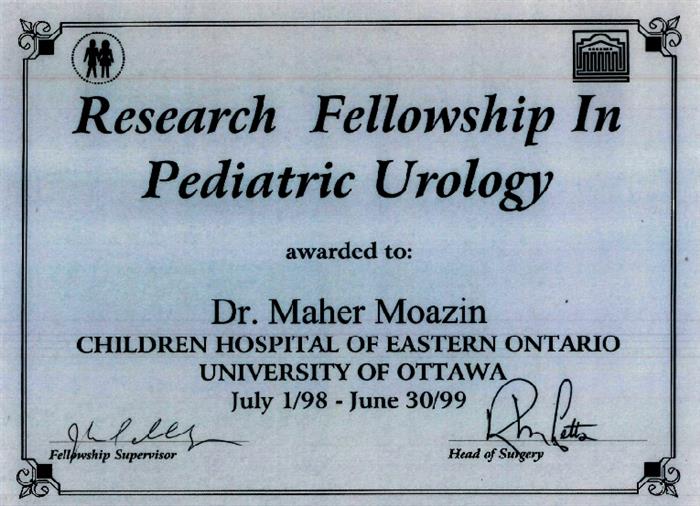 Research Fellowship In
Pediatric Urology
awarded to:
Dr. Maher Moazin
CHILDREN HOSPITAL OF EASTERN ONTARIO
UNIVERSITY OF OTTAWA
July 1/98 - June 30/99
Fellowship Supervisor
Head of Surgery